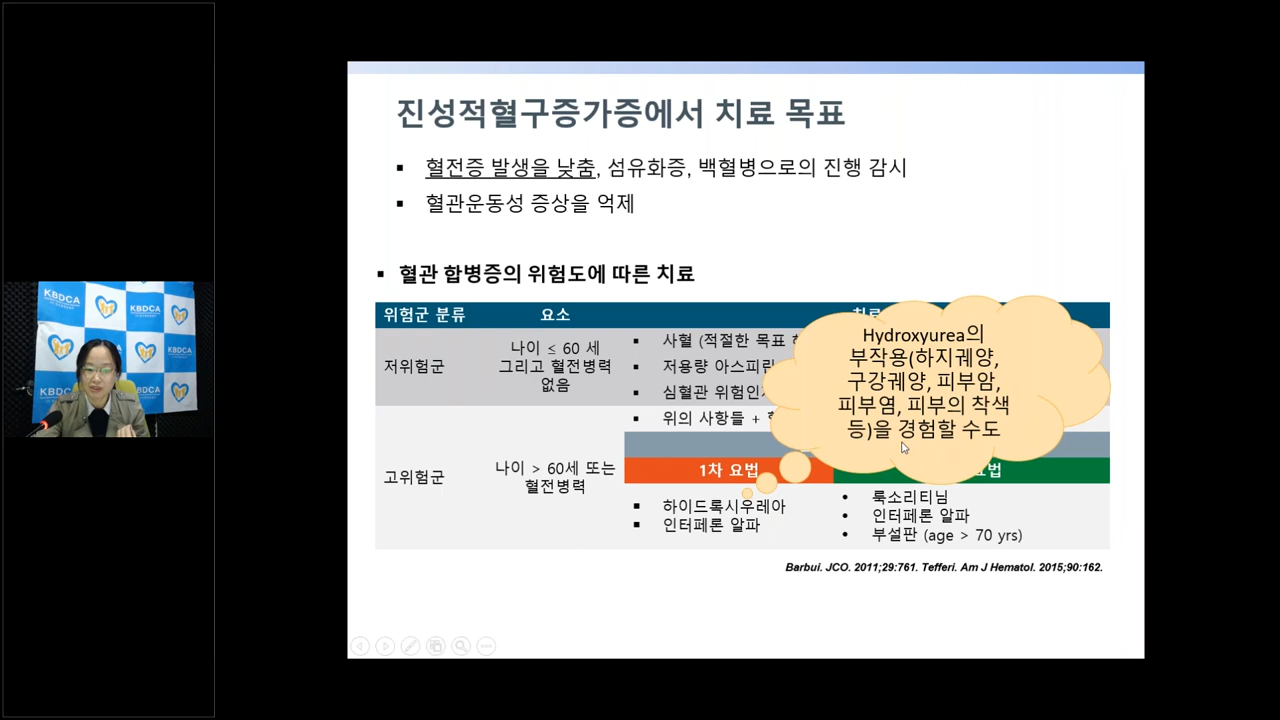 진성적혈구증가증에서 치료 목표
▪ 혈전증 발생을 낮춤, 섬유화증, 백혈병으로의 진행 감시
▪ 혈관운동성 증상을 억제
▪ 혈관 합병증의 위험도에 따른 치료
위험군 분류 요소
저위험군
나이 ≤ 60 세
그리고 혈전병력
없음
▪ 사혈 (적절한 목표
▪ 저용량 아스피린
▪ 심혈관 위험인
고위험군
나이 > 60세 또는
혈전병력
▪ 위의 사항들 +
1차 요법
요법
▪ 하이드록시우레아
▪ 인터페론 알파
• 룩소리티님
• 인터페론 알파
• 부설판 (age > 70 yrs)
Hydroxyurea의
부작용(하지궤양,
구강궤양, 피부암,
피부염, 피부의 착색
등)을 경험할 수도
Barbui. JCO. 2011;29:761. Tefferi. Am J Hematol. 2015;90:162.
KBDCA
KBDCA
KBDCA
KBDCA